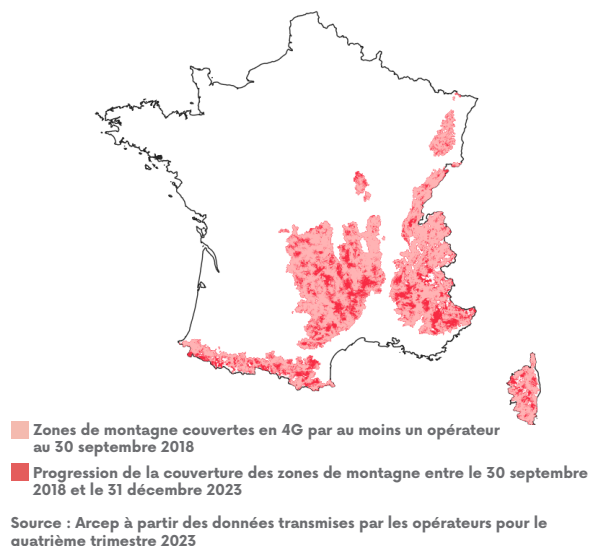 Zones de montagne couvertes en 4G par au moins un opérateur
au 30 septembre 2018
Progression de la couverture des zones de montagne entre le 30 septembre
2018 et le 31 décembre 2023
Source : Arcep à partir des données transmises par les opérateurs pour le
quatrième trimestre 2023